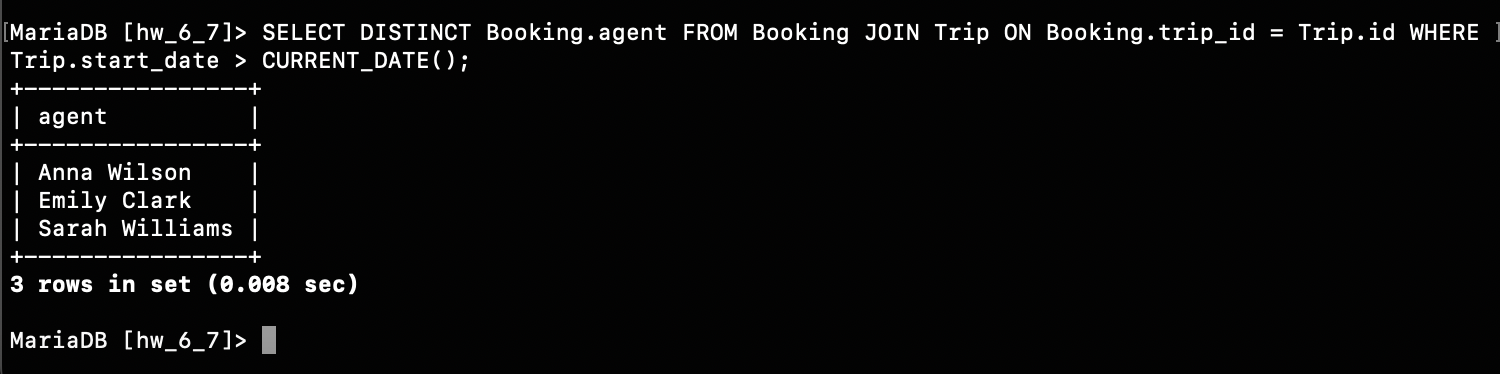 [MariaDB [hw_6_7]> SELECT DISTINCT Booking.agent FROM Booking JOIN Trip ON Booking.trip_id = Trip.id WHERE ]
Trip.start_date > CURRENT_DATE();
+----------------+
| agent          |
+----------------+
| Anna Wilson    |
| Emily Clark    |
| Sarah Williams |
+----------------+
3 rows in set (0.008 sec)
MariaDB [hw_6_7]>